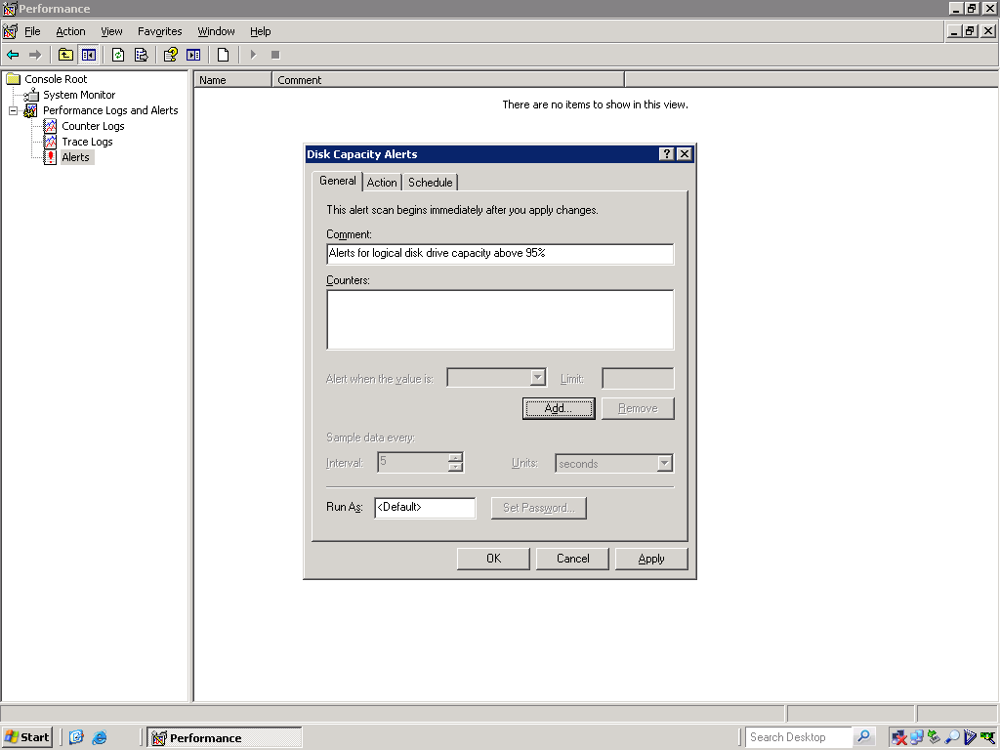 Performance
File Action View Favorites Window Help
Console Root
System Monitor
Performance Logs and Alerts
Counter Logs
Trace Logs
Alerts
Name Comment
There are no items to show in this view.
Disk Capacity Alerts
General Action Schedule
This alert scan begins immediately after you apply changes.
Comment:
Alerts for logical disk drive capacity above 95%
Counters:
Alert when the value is: Limit:
Add... Remove
Sample data every:
Interval: 5 Units: seconds
Run As: <Default> Set Password...
OK Cancel Apply
Start Performance Search Desktop